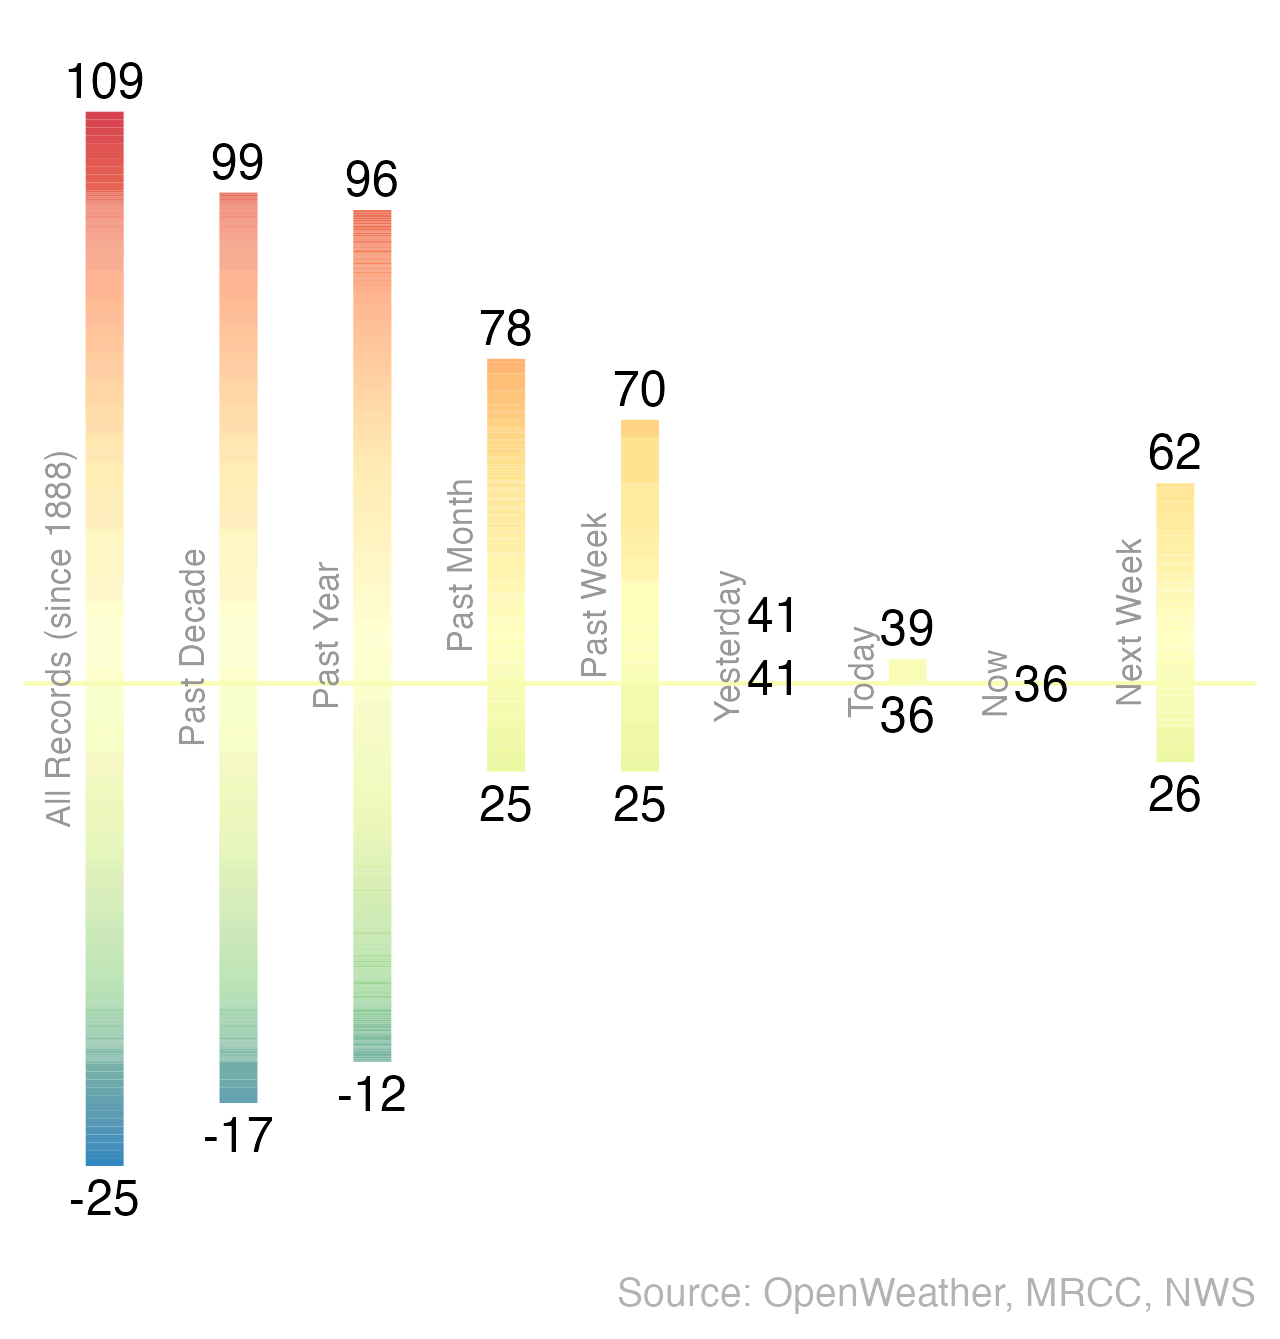 109
All Records (since 1888)
-25
99
Past Decade
-17
96
Past Year
-12
78
Past Month
25
70
Past Week
25
Yesterday
41
41
Today
39
36
Now
36
62
Next Week
26
Source: OpenWeather, MRCC, NWS